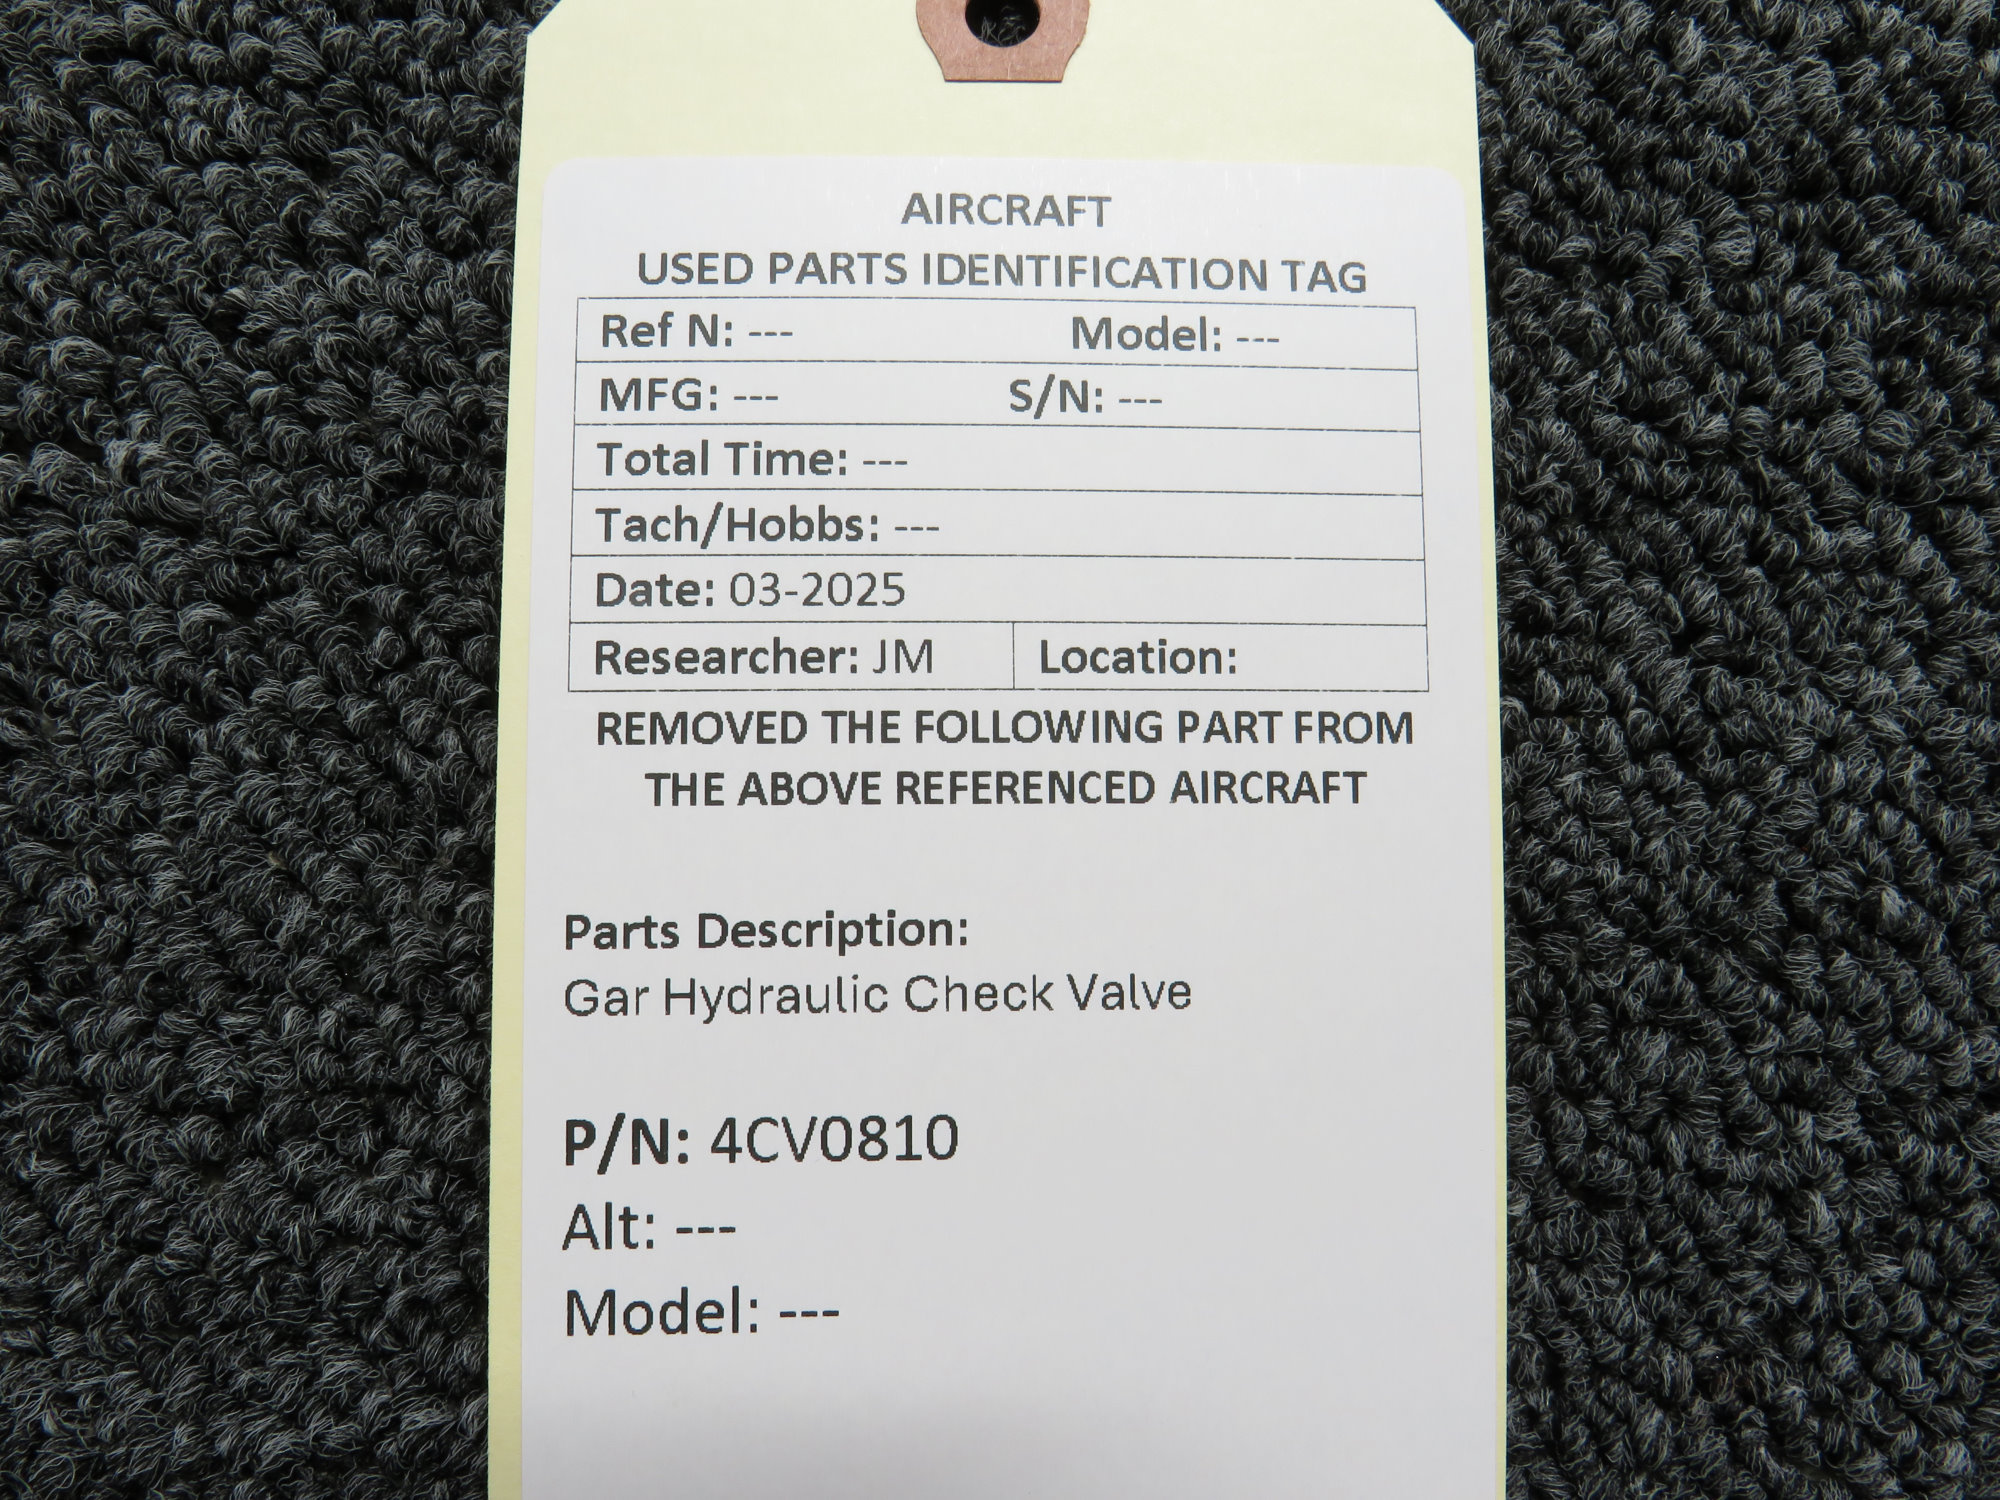 AIRCRAFT
USED PARTS IDENTIFICATION TAG
Ref N: --- Model: ---
MFG: --- S/N: ---
Total Time: ---
Tach/Hobbs: ---
Date: 03-2025
Researcher: JM Location:
REMOVED THE FOLLOWING PART FROM
THE ABOVE REFERENCED AIRCRAFT
Parts Description:
Gar Hydraulic Check Valve
P/N: 4CV0810
Alt: ---
Model: ---